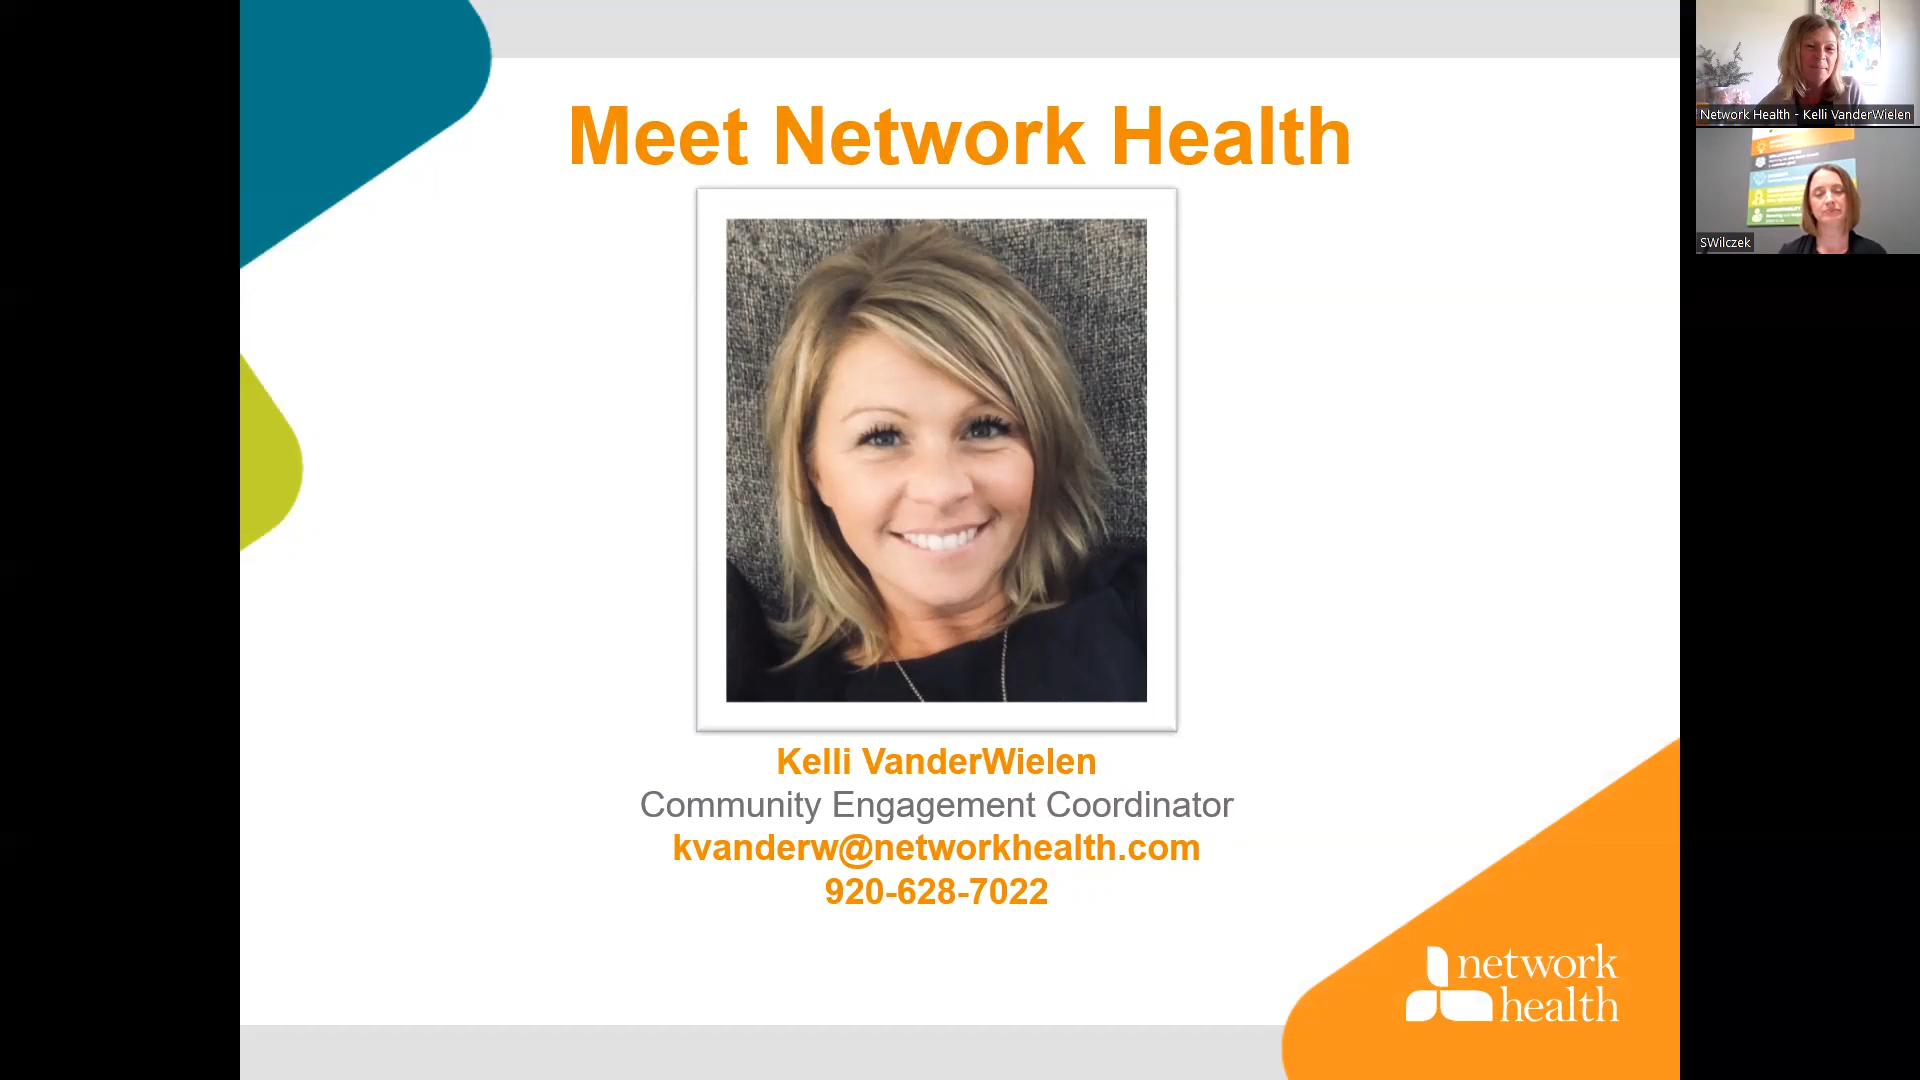 Meet Network Health
Kelli VanderWielen
Community Engagement Coordinator
kvanderw@networkhealth.com
920-628-7022
network
health
Network Health - Kelli VanderWielen
SWilczek